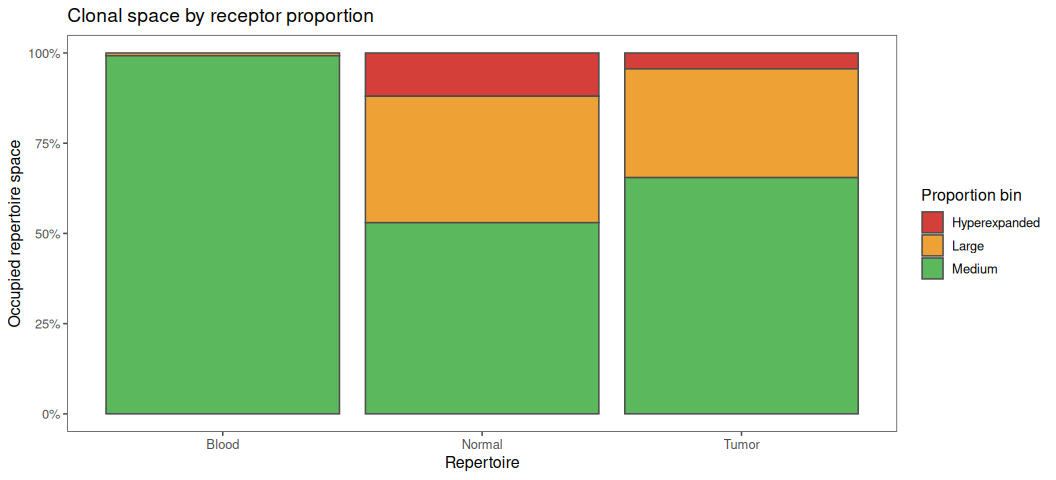 Clonal space by receptor proportion
Occupied repertoire space
100%
75%
50%
25%
0%
Blood
Normal
Tumor
Repertoire
Proportion bin
Hyperexpanded
Large
Medium